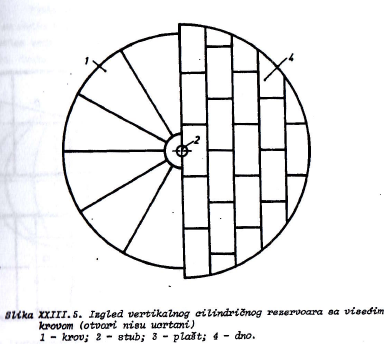 1
4
2
Slika XXIII.5. Izgled vertikalnog cilindričnog rezervoara sa visećim
krovom (otvori nisu ucrtani)
1 - krov; 2 - stub; 3 - plašt; 4 - dno.